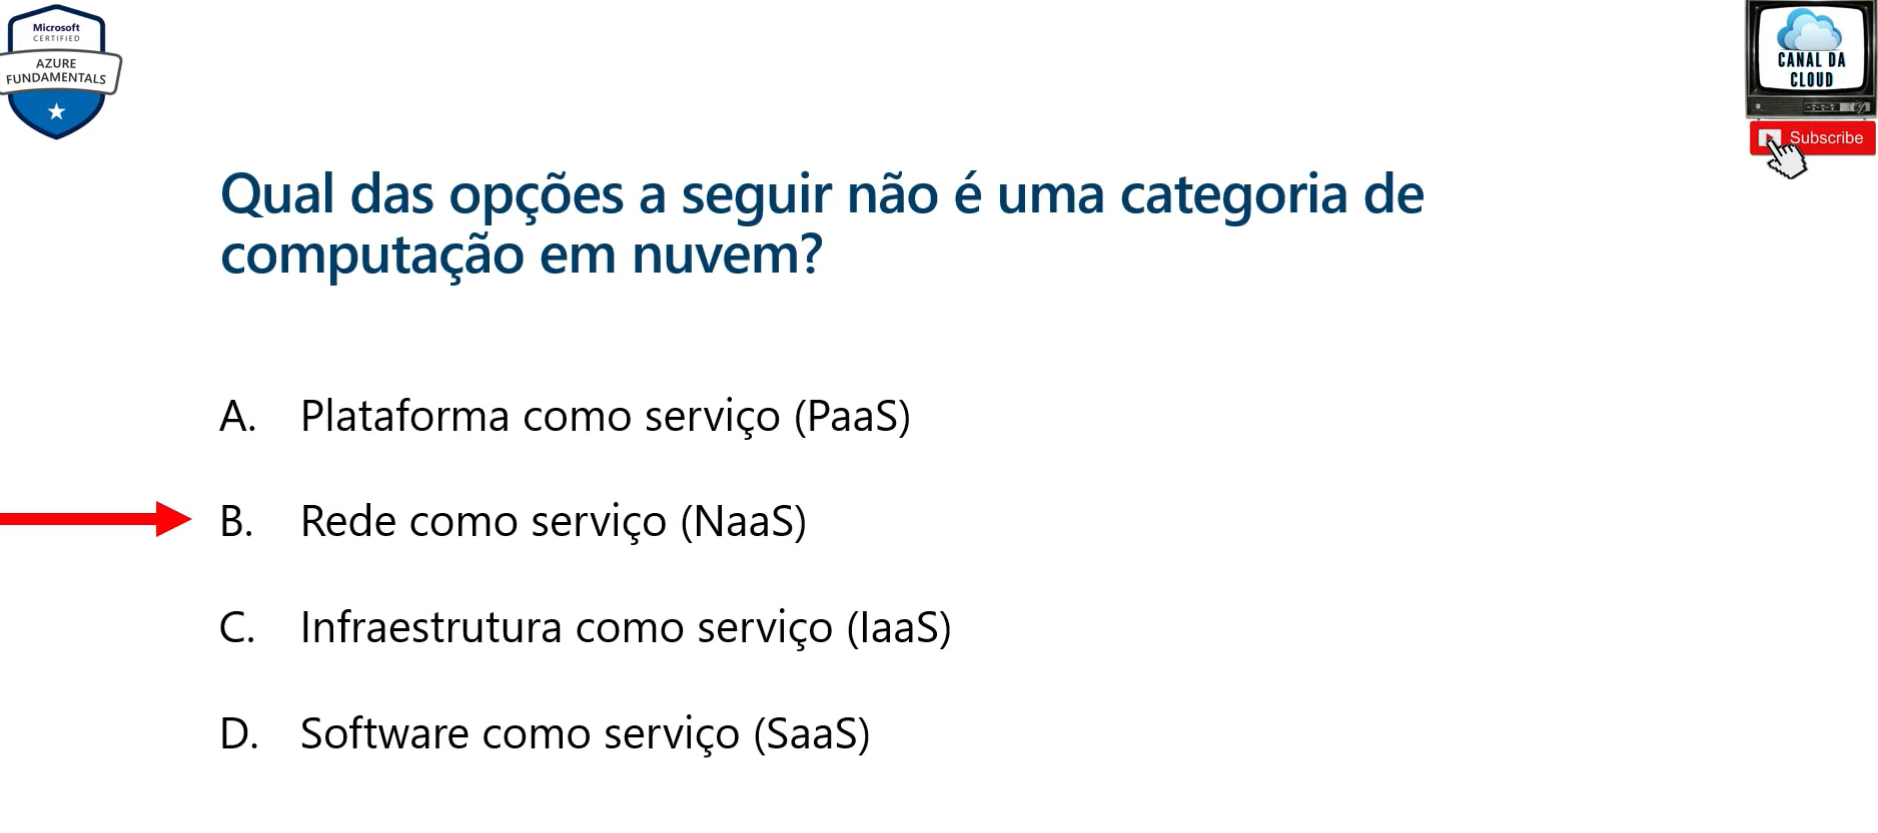 Microsoft
CERTIFIED
AZURE
FUNDAMENTALS
CANAL DA
CLOUD
Subscribe
Qual das opções a seguir não é uma categoria de
computação em nuvem?
A. Plataforma como serviço (PaaS)
B. Rede como serviço (NaaS)
C. Infraestrutura como serviço (IaaS)
D. Software como serviço (SaaS)